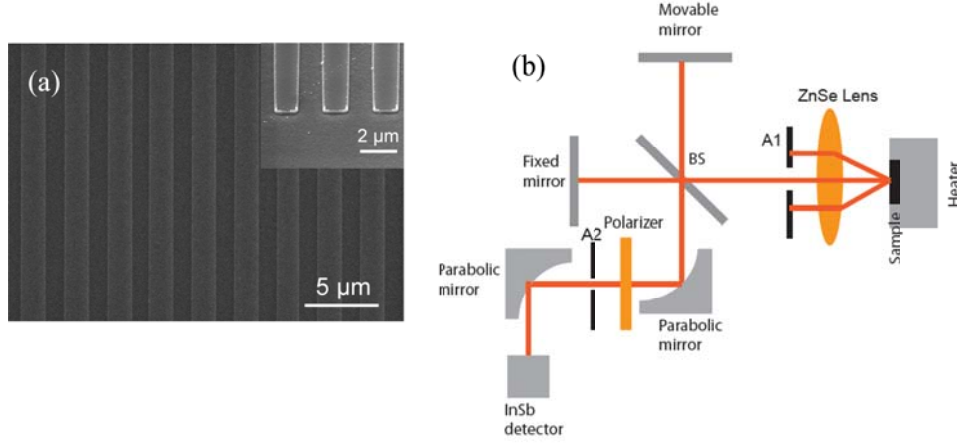 (a)
2 μm
5 μm
(b)
Movable
mirror
ZnSe Lens
A1
Fixed
mirror
BS
Heater
Sample
A2
Polarizer
Parabolic
mirror
Parabolic
mirror
InSb
detector